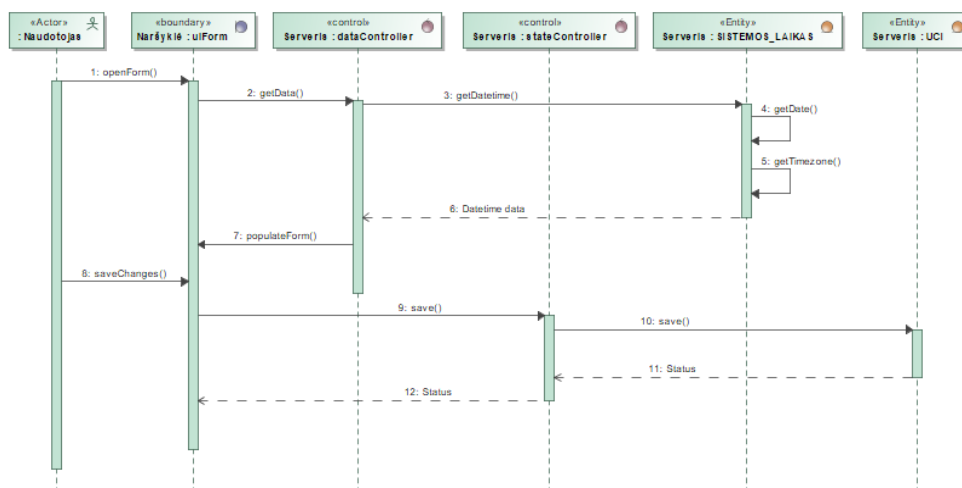 «Actor»
: Naudotojas
«boundary»
Naršyklė : uiForm
«control»
Serveris : dataController
«control»
Serveris : stateController
«Entity»
Serveris : SISTEMOS_LAIKAS
«Entity»
Serveris : UCI
1: openForm()
2: getData()
3: getDatetime()
4: getDate()
5: getTimezone()
6: Datetime data
7: populateForm()
8: saveChanges()
9: save()
10: save()
11: Status
12: Status